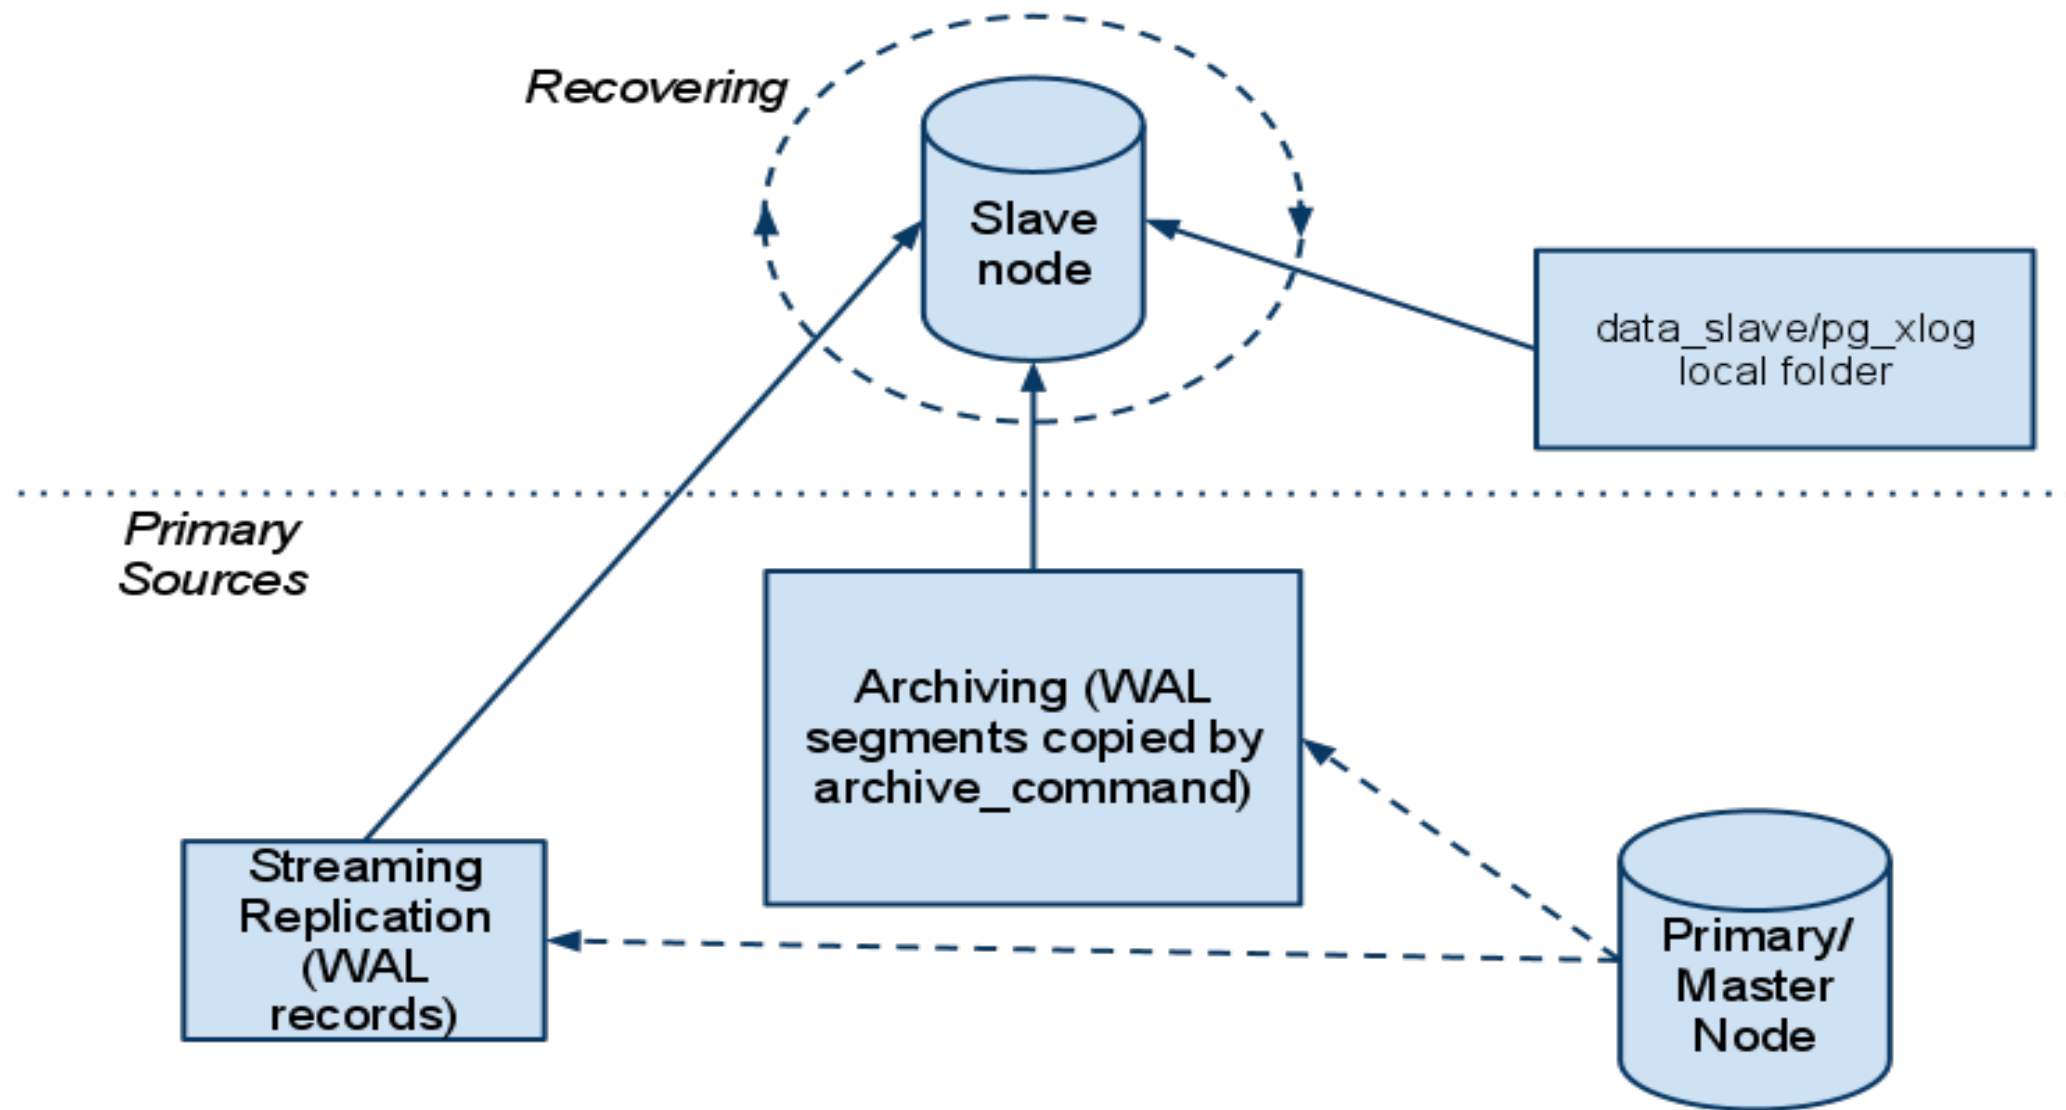 Recovering
Slave
node
data_slave/pg_xlog
local folder
Primary
Sources
Archiving (WAL
segments copied by
archive_command)
Streaming
Replication
(WAL
records)
Primary/
Master
Node